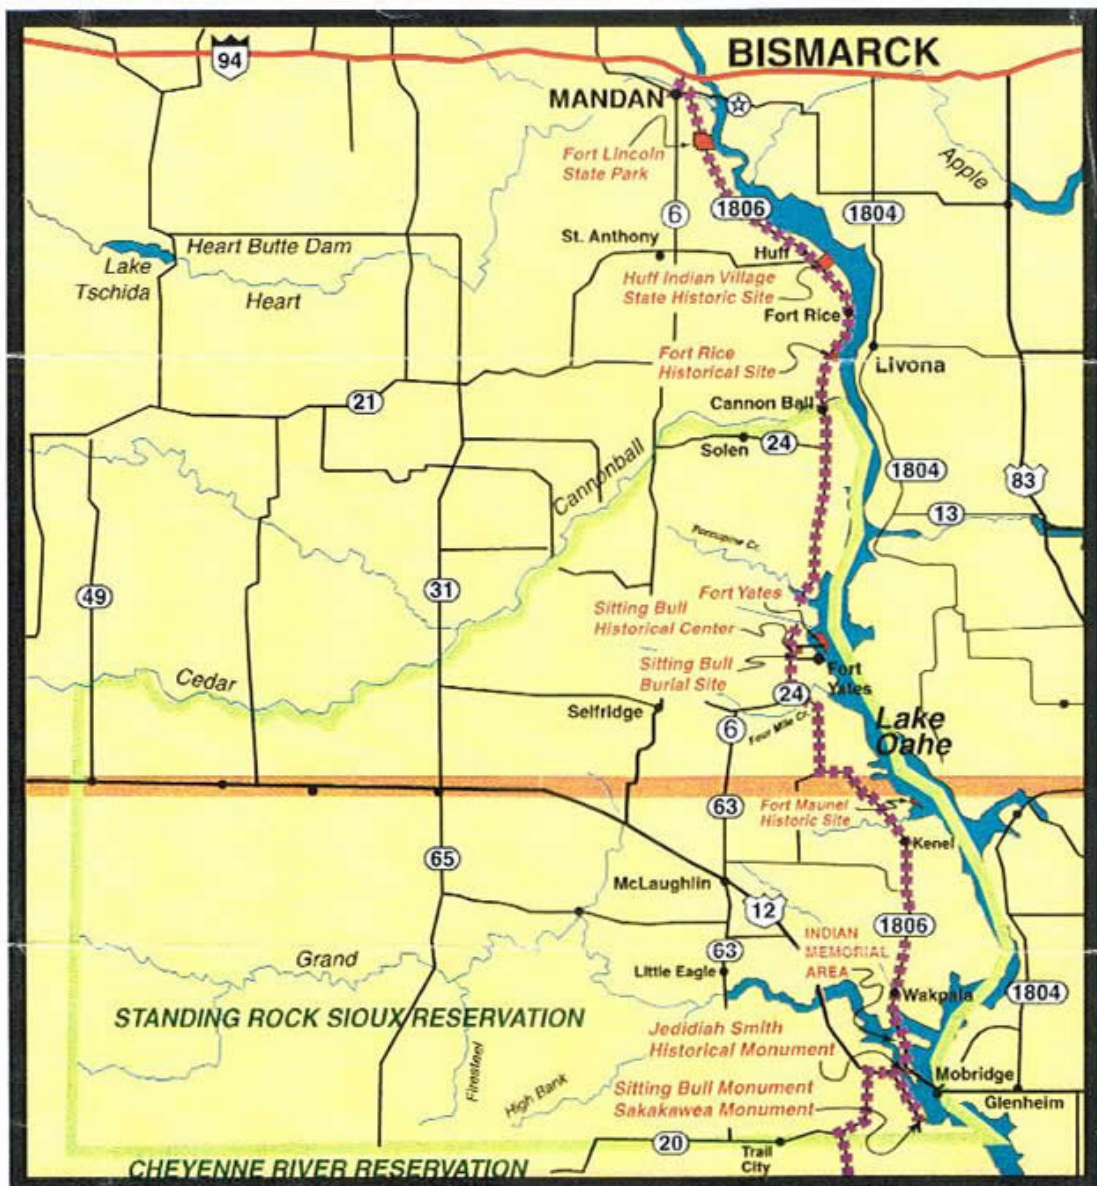 BISMARCK
94
MANDAN
Fort Lincoln
State Park
Apple
6
1806
1804
St. Anthony
Huff
Heart Butte Dam
Lake
Tschida
Heart
Huff Indian Village
State Historic Site
Fort Rice
Fort Rice
Historical Site
Livona
21
Cannon Ball
Solen
24
Cannonball
1804
83
13
Porcupine Cr.
49
31
Fort Yates
Sitting Bull
Historical Center
Sitting Bull
Burial Site
Fort
Yates
Cedar
24
Selfridge
6
Four Mile Cr.
Lake
Oahe
63
Fort Maunel
Historic Site
Kenel
65
McLaughlin
12
1806
INDIAN
MEMORIAL
AREA
63
Grand
Little Eagle
Wakpala
1804
STANDING ROCK SIOUX RESERVATION
Jedidiah Smith
Historical Monument
Firesteel
High Bank
Mobridge
Glenheim
Sitting Bull Monument
Sakakawea Monument
20
Trail
City
CHEYENNE RIVER RESERVATION